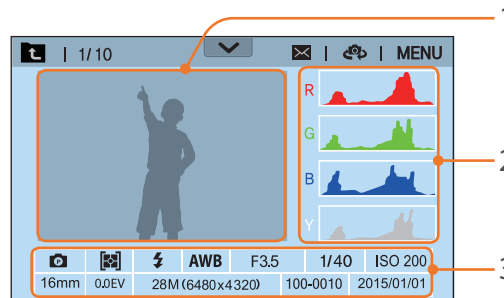 1
1/10 MENU
R
G
2
B
Y
3
AWB F3.5 1/40 ISO 200
16mm 0.0EV 28M (6480x4320) 100-0010 2015/01/01